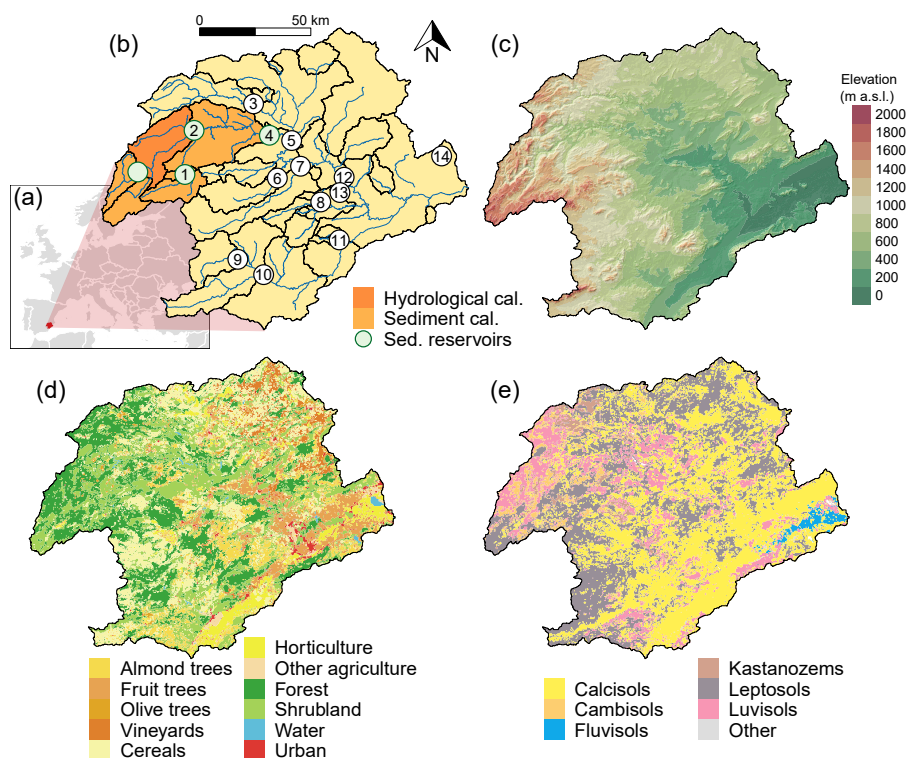 0 50 km
(b)
N
(c)
Elevation
(m a.s.l.)
2000
1800
1600
1400
1200
1000
800
600
400
200
0
3
2
4
5
14
7
1
6
12
13
8
11
9
10
(a)
Hydrological cal.
Sediment cal.
Sed. reservoirs
(d)
(e)
Almond trees
Fruit trees
Olive trees
Vineyards
Cereals
Horticulture
Other agriculture
Forest
Shrubland
Water
Urban
Calcisols
Cambisols
Fluvisols
Kastanozems
Leptosols
Luvisols
Other